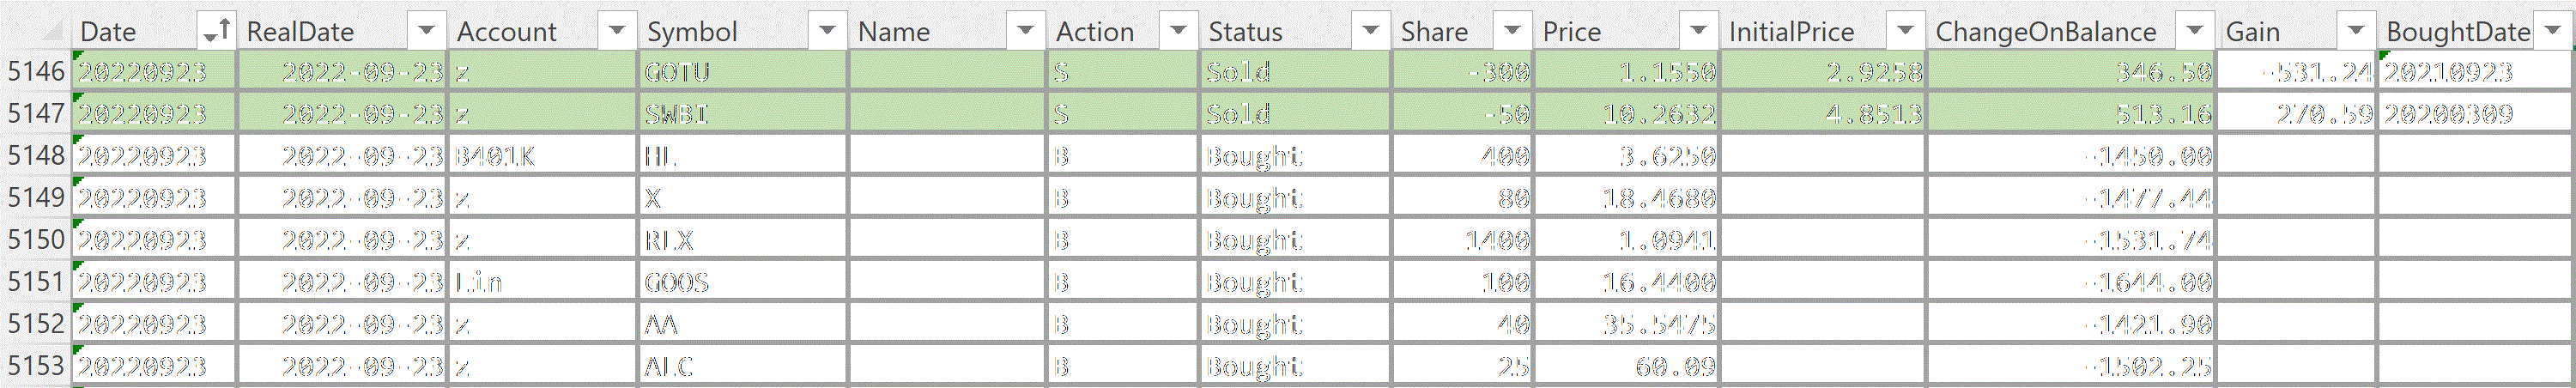 Date RealDate Account Symbol Name Action Status Share Price InitialPrice ChangeOnBalance Gain BoughtDate
5146 20220923 2022-09-23 z GOTU S Sold -300 1.1550 2.9258 346.50 -531.24 20210923
5147 20220923 2022-09-23 z SWBI S Sold -50 10.2632 4.8513 513.16 270.59 20200309
5148 20220923 2022-09-23 B401K HL B Bought 400 3.6250 -1450.00
5149 20220923 2022-09-23 z X B Bought 80 18.4680 -1477.44
5150 20220923 2022-09-23 z RLX B Bought 1400 1.0941 -1531.74
5151 20220923 2022-09-23 Lin GOOS B Bought 100 16.4400 -1644.00
5152 20220923 2022-09-23 z AA B Bought 40 35.5475 -1421.90
5153 20220923 2022-09-23 z ALC B Bought 25 60.09 -1502.25